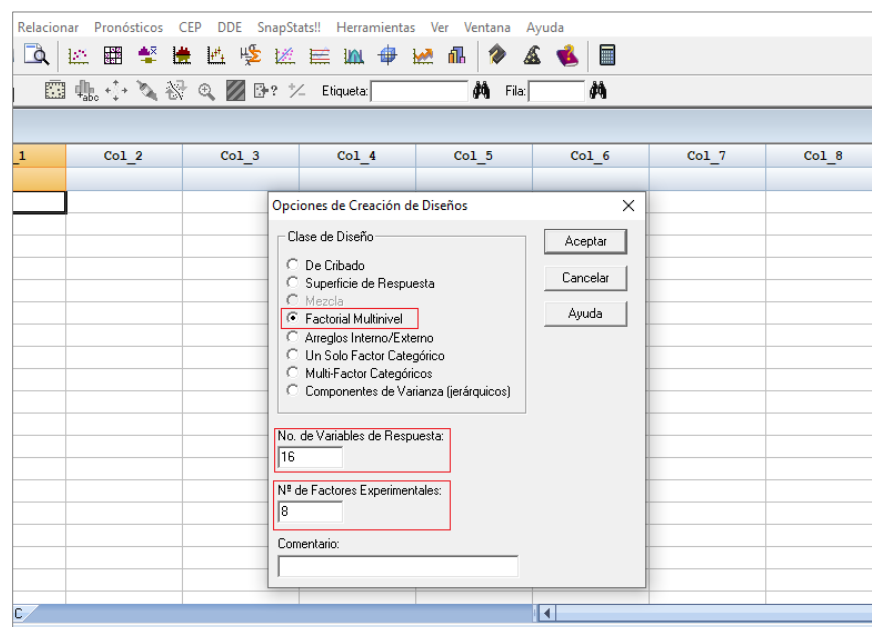 Relacionar Pronósticos CEP DDE SnapStats!! Herramientas Ver Ventana Ayuda
abc ? Etiqueta: Fila:
_1 Col_2 Col_3 Col_4 Col_5 Col_6 Col_7 Col_8
Opciones de Creación de Diseños
Clase de Diseño
De Cribado
Superficie de Respuesta
Mezcla
Factorial Multinivel
Arreglos Interno/Externo
Un Solo Factor Categórico
Multi-Factor Categóricos
Componentes de Varianza (jerárquicos)
Aceptar
Cancelar
Ayuda
No. de Variables de Respuesta:
16
Nº de Factores Experimentales:
8
Comentario:
C